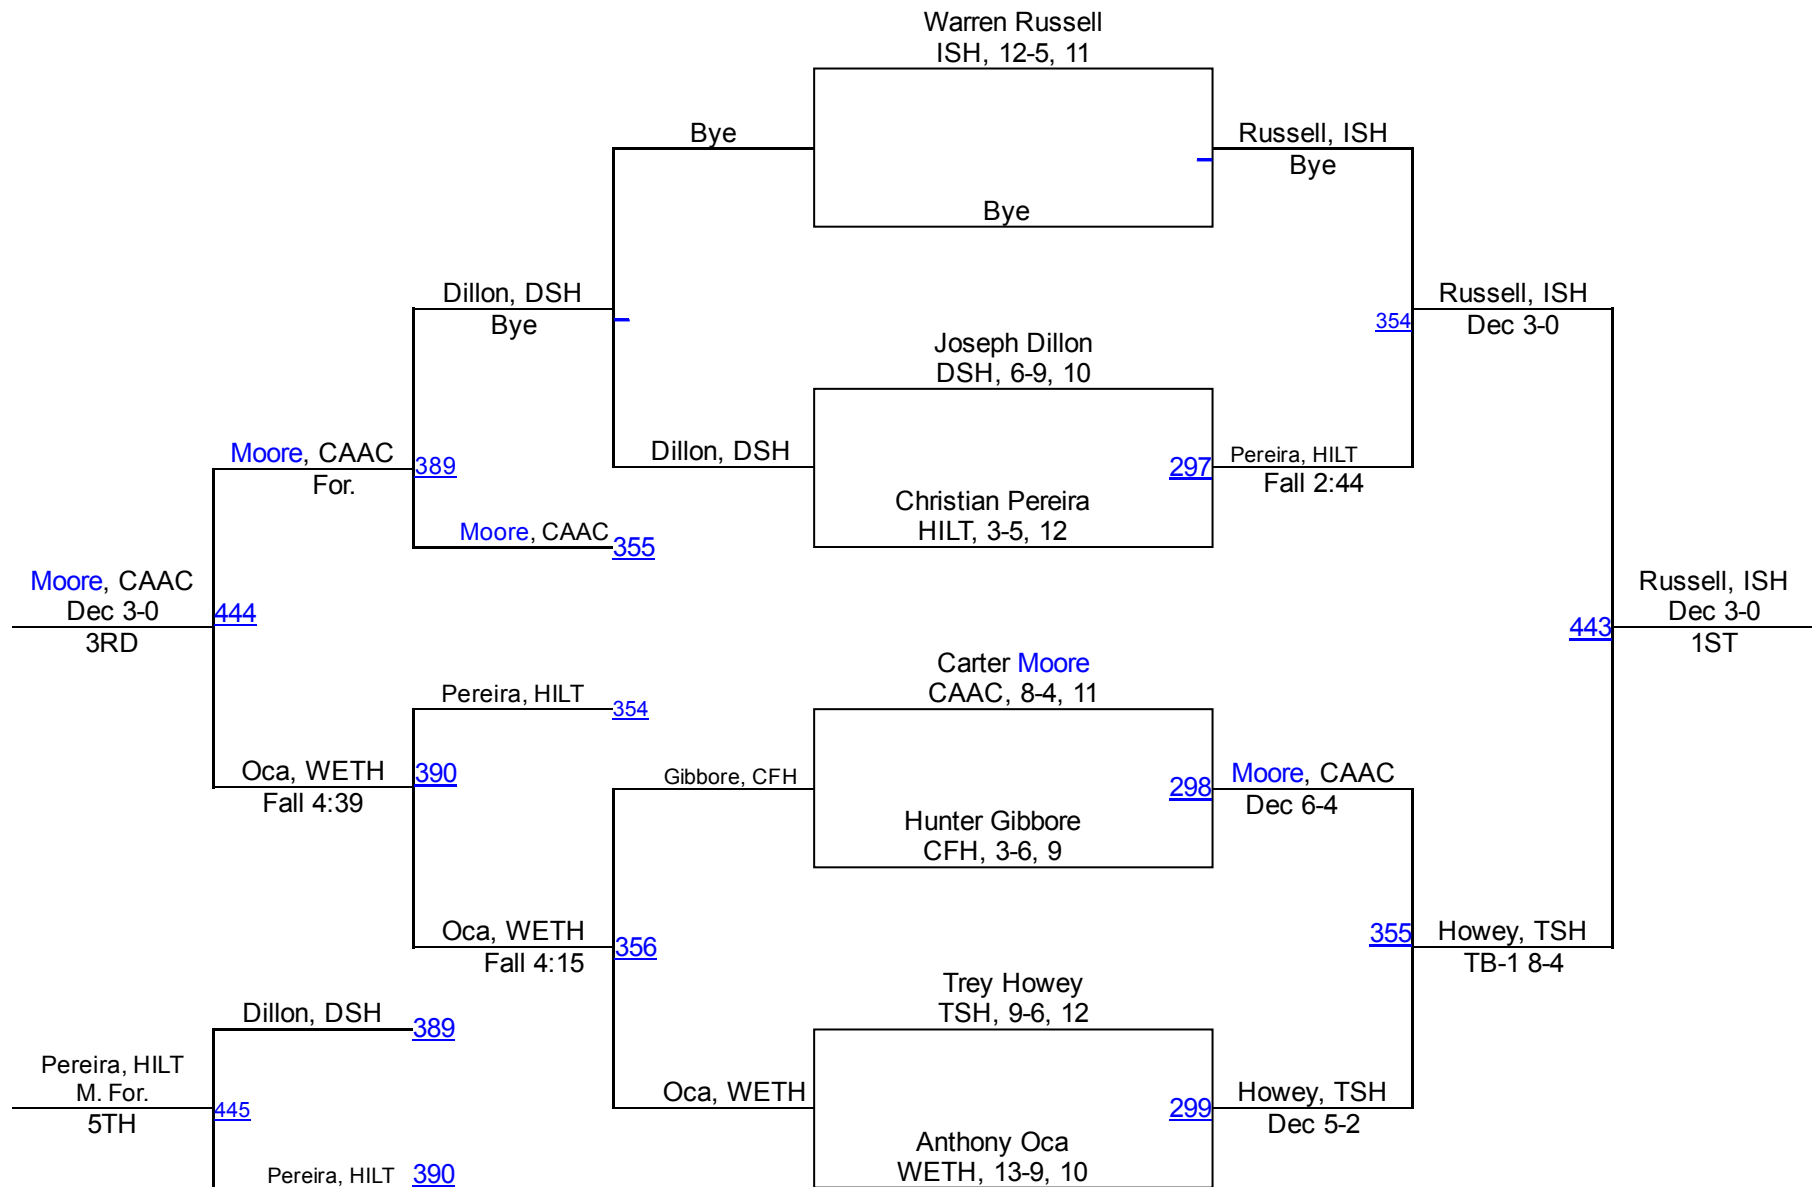 Warren Russell
ISH, 12-5, 11
Bye
Russell, ISH
Bye
Bye
Dillon, DSH
Bye
Russell, ISH
354
Dec 3-0
Joseph Dillon
DSH, 6-9, 10
Moore, CAAC
389
For.
Dillon, DSH
297
Pereira, HILT
Fall 2:44
Christian Pereira
HILT, 3-5, 12
Moore, CAAC
355
Moore, CAAC
Dec 3-0
444
3RD
Russell, ISH
Dec 3-0
443
1ST
Carter Moore
CAAC, 8-4, 11
Pereira, HILT
354
Oca, WETH
390
Fall 4:39
Gibbore, CFH
298
Moore, CAAC
Dec 6-4
Hunter Gibbore
CFH, 3-6, 9
Oca, WETH
356
Fall 4:15
355
Howey, TSH
TB-1 8-4
Trey Howey
TSH, 9-6, 12
Dillon, DSH
389
Pereira, HILT
M. For.
445
5TH
Oca, WETH
299
Howey, TSH
Dec 5-2
Anthony Oca
WETH, 13-9, 10
Pereira, HILT
390